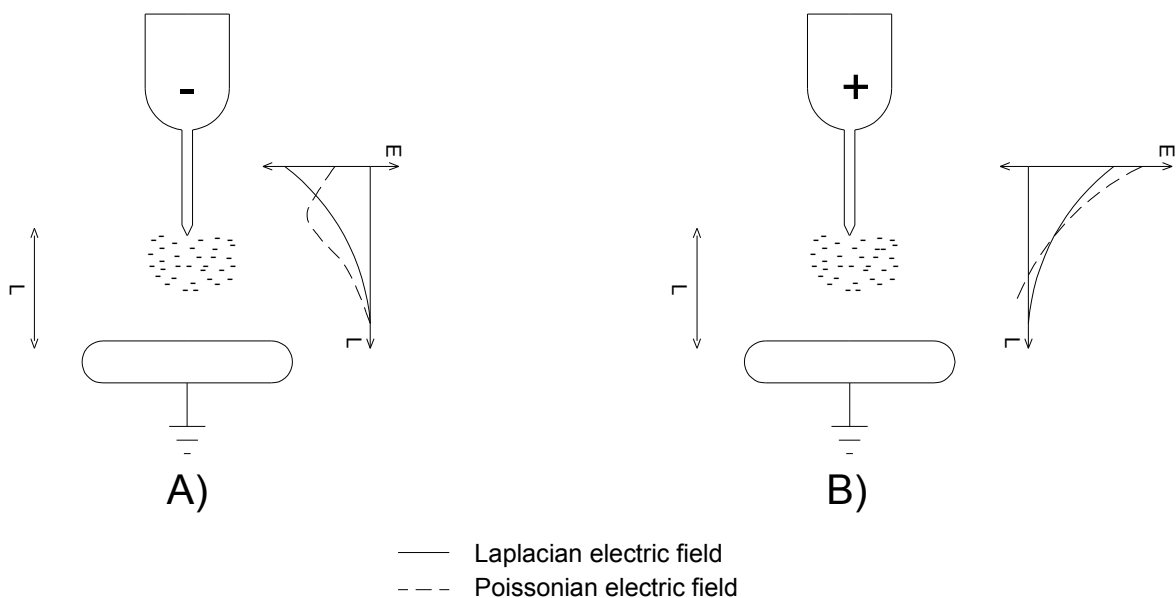 -
+
E
E
L
L
L
L
A)
B)
Laplacian electric field
Poissonian electric field